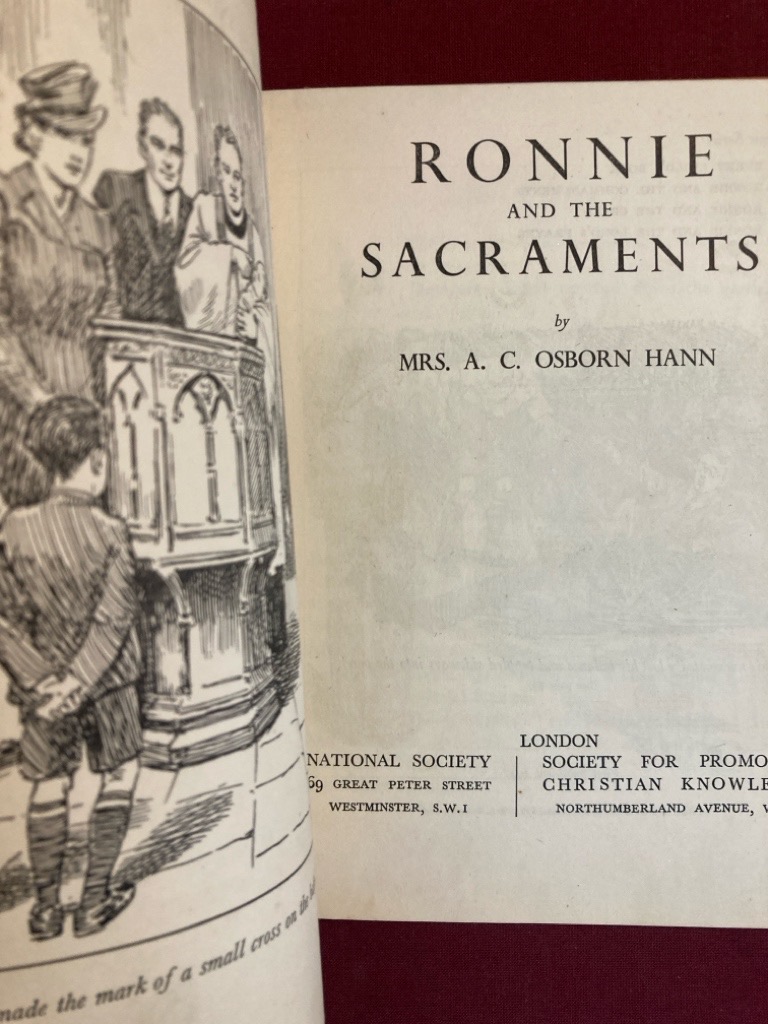 made the mark of a small cross on the
RONNIE
AND THE
SACRAMENTS
by
MRS. A. C. OSBORN HANN
LONDON
NATIONAL SOCIETY
69 GREAT PETER STREET
WESTMINSTER, S.W.1
SOCIETY FOR PROMO
CHRISTIAN KNOWLE
NORTHUMBERLAND AVENUE, W